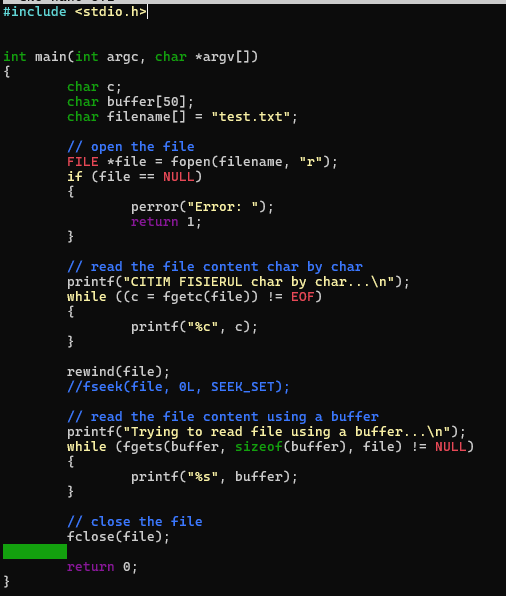 #include <stdio.h>
int main(int argc, char *argv[])
{
char c;
char buffer[50];
char filename[] = "test.txt";
// open the file
FILE *file = fopen(filename, "r");
if (file == NULL)
{
perror("Error: ");
return 1;
}
// read the file content char by char
printf("CITIM FISIERUL char by char...\n");
while ((c = fgetc(file)) != EOF)
{
printf("%c", c);
}
rewind(file);
//fseek(file, 0L, SEEK_SET);
// read the file content using a buffer
printf("Trying to read file using a buffer...\n");
while (fgets(buffer, sizeof(buffer), file) != NULL)
{
printf("%s", buffer);
}
// close the file
fclose(file);
return 0;
}